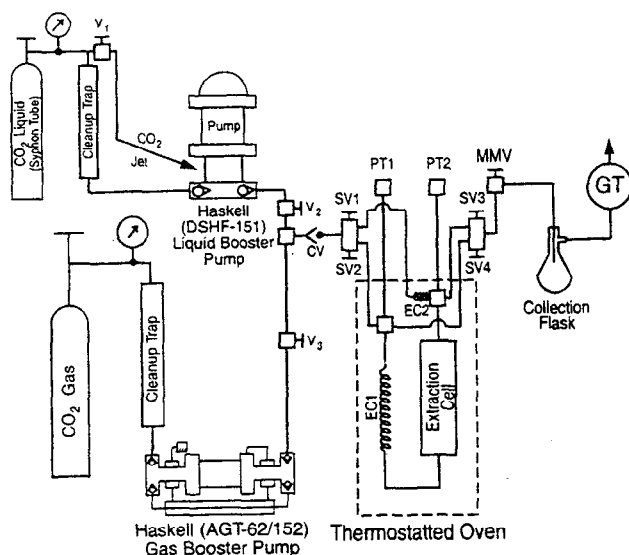 V1
CO2 Liquid
(Syphon Tube)
Cleanup Trap
CO2
Jet
Pump
Haskell
(DSHF-151)
Liquid Booster
Pump
V2
CV
SV1
SV2
PT1
PT2
MMV
SV3
SV4
GT
Collection
Flask
EC2
EC1
Extraction
Cell
V3
CO2 Gas
Cleanup Trap
Haskell (AGT-62/152)
Gas Booster Pump
Thermostatted Oven